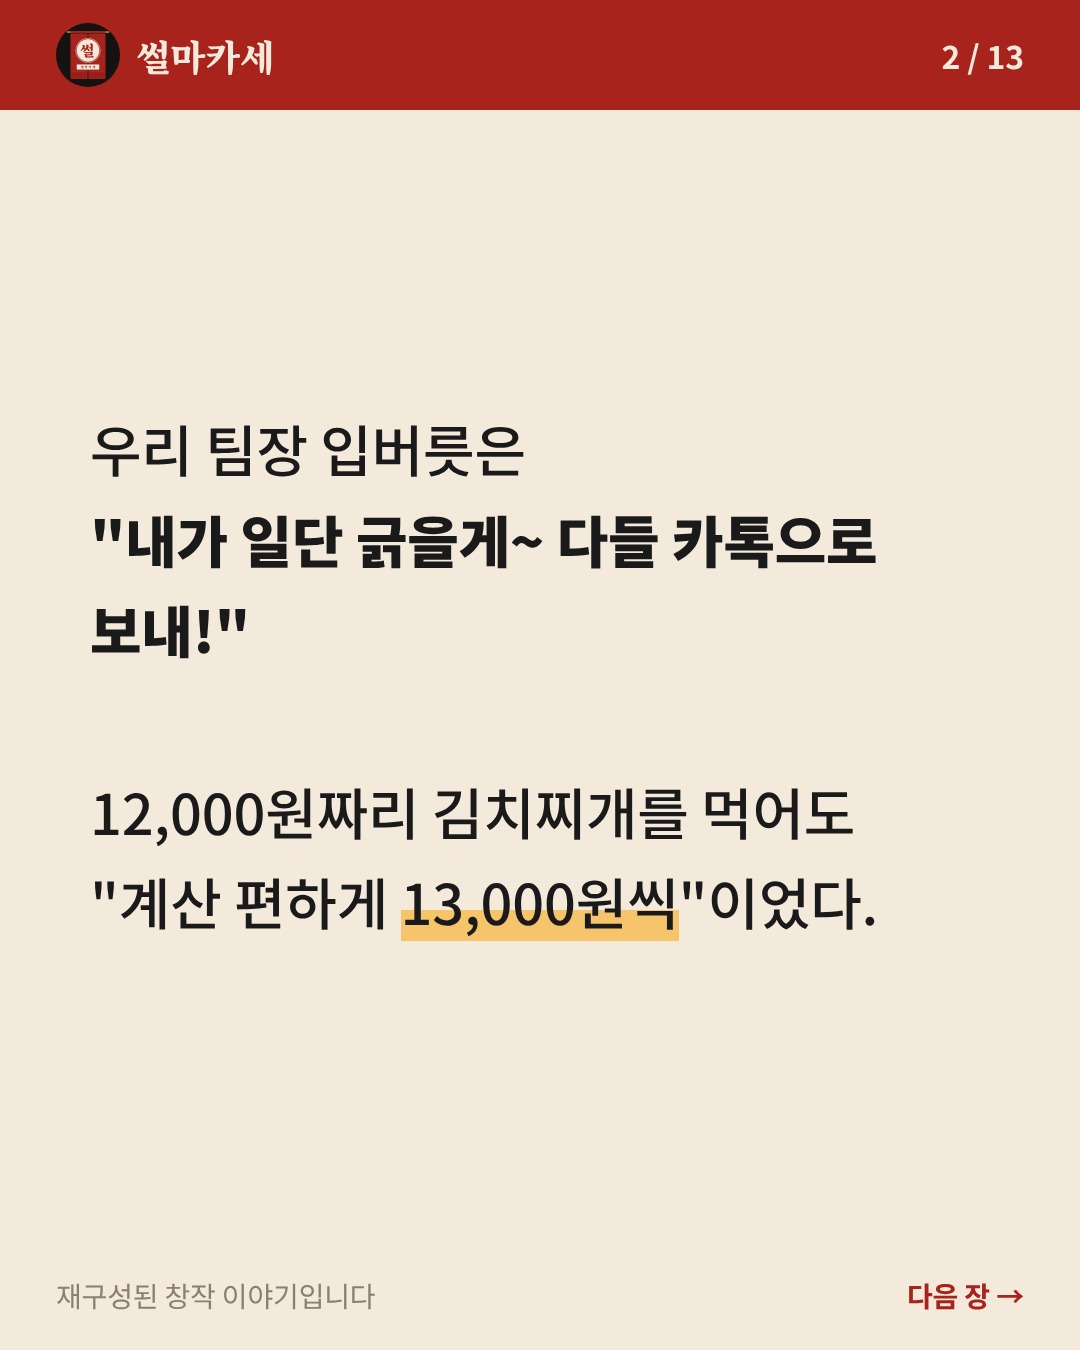 썰
썰마카세
2 / 13
우리 팀장 입버릇은
"내가 일단 긁을게~ 다들 카톡으로
보내!"
12,000원짜리 김치찌개를 먹어도
"계산 편하게 13,000원씩"이었다.
재구성된 창작 이야기입니다
다음 장 →